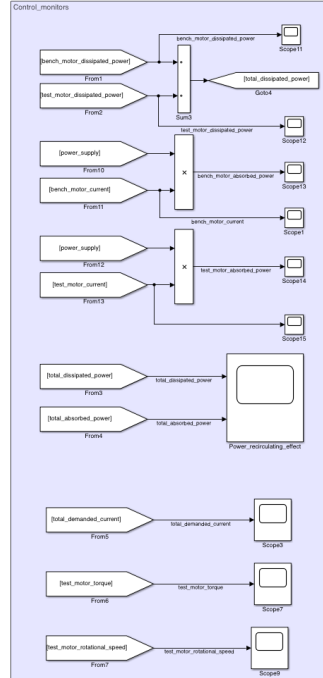 Control_monitors
bench_motor_dissipated_power
Scope11
[bench_motor_dissipated_power]
From1
[total_dissipated_power]
Goto4
[test_motor_dissipated_power]
From2
Sum3
test_motor_dissipated_power
Scope12
[power_supply]
From10
×
bench_motor_absorbed_power
Scope13
[bench_motor_current]
From11
bench_motor_current
Scope1
[power_supply]
From12
×
test_motor_absorbed_power
Scope14
[test_motor_current]
From13
Scope15
[total_dissipated_power]
From3
total_dissipated_power
[total_absorbed_power]
From4
total_absorbed_power
Power_recirculating_effect
[total_demanded_current]
From5
total_demanded_current
Scope3
[test_motor_torque]
From6
test_motor_torque
Scope7
[test_motor_rotational_speed]
From7
test_motor_rotational_speed
Scope9